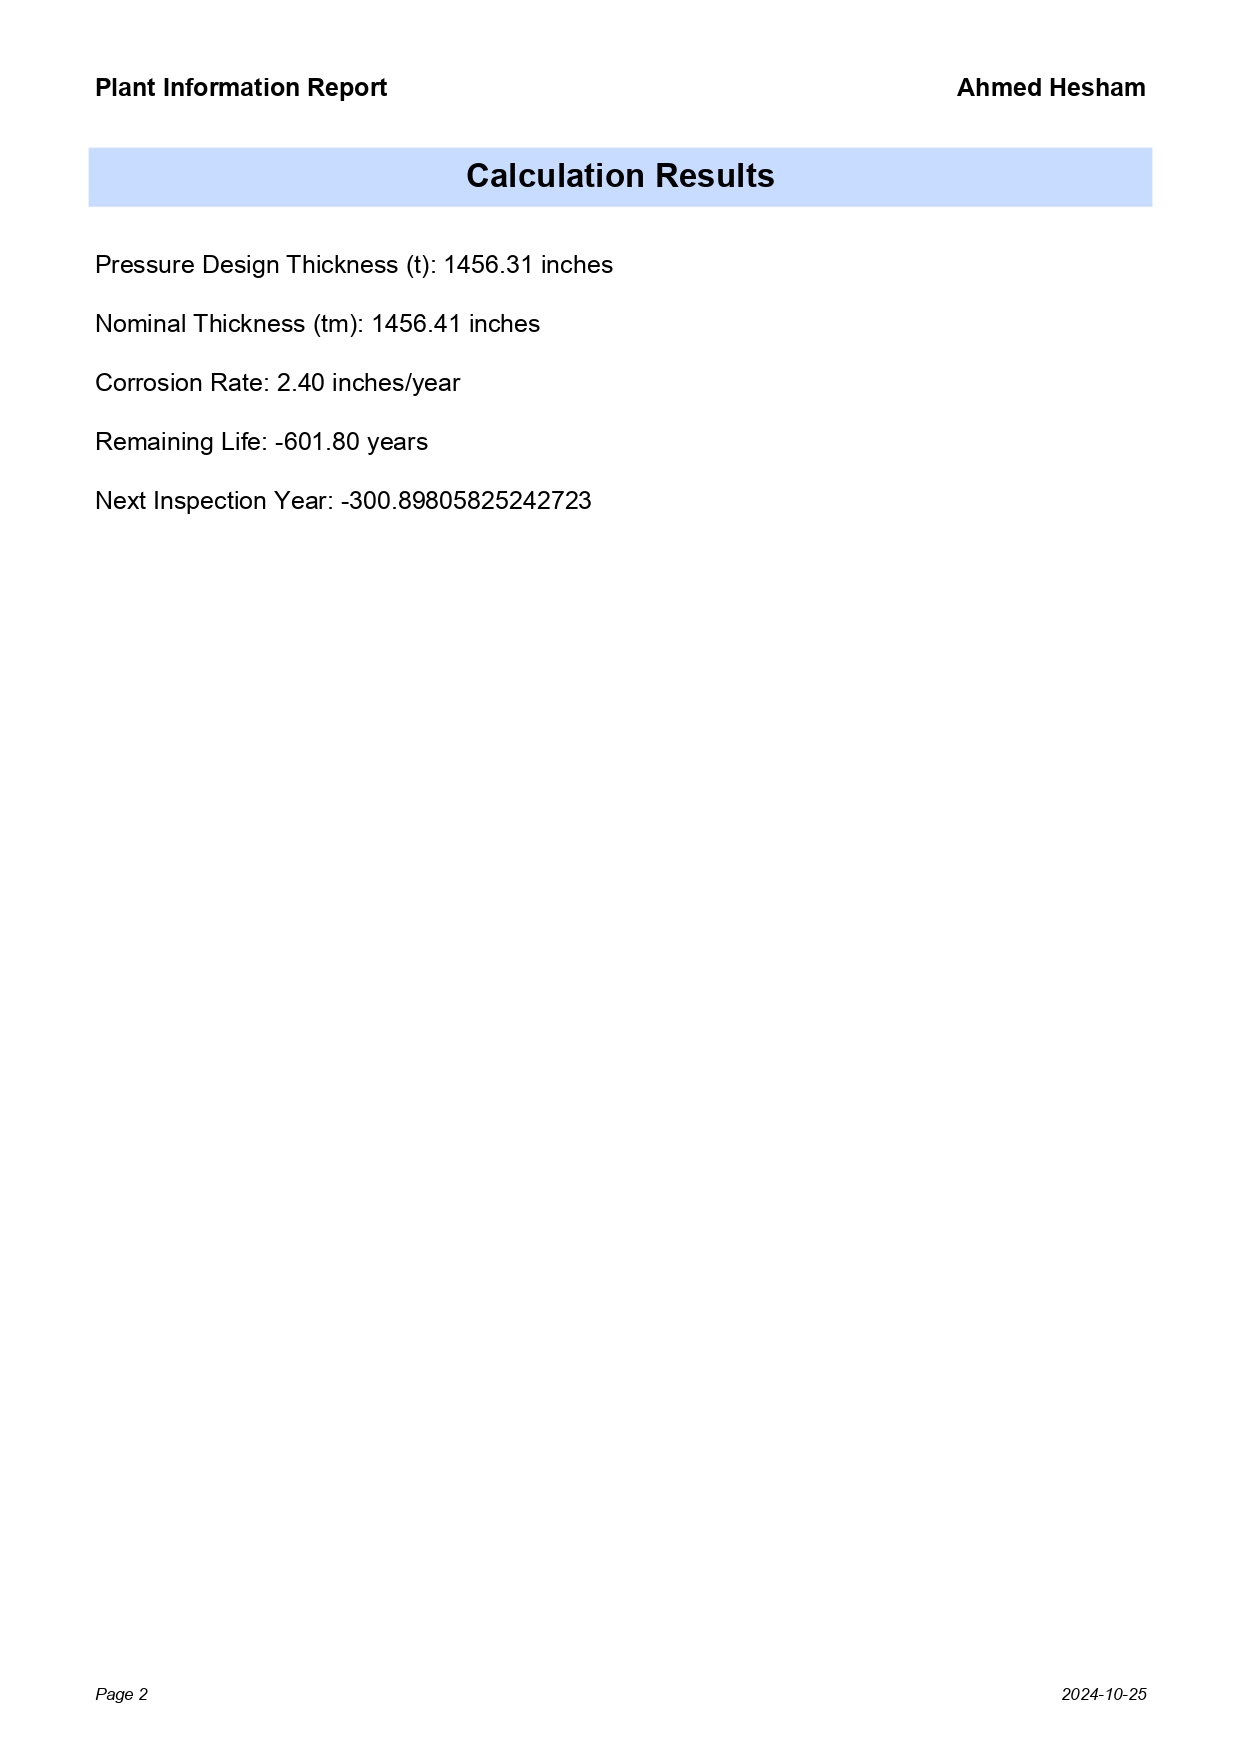 Plant Information Report Ahmed Hesham
Calculation Results
Pressure Design Thickness (t): 1456.31 inches
Nominal Thickness (tm): 1456.41 inches
Corrosion Rate: 2.40 inches/year
Remaining Life: -601.80 years
Next Inspection Year: -300.89805825242723
Page 2 2024-10-25